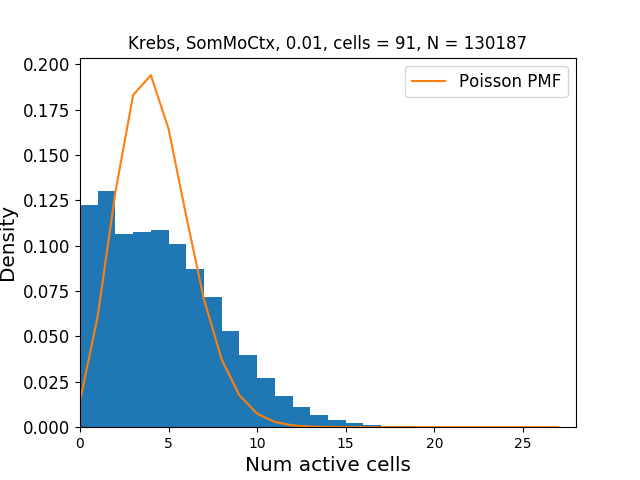 Krebs, SomMoCtx, 0.01, cells = 91, N = 130187
Poisson PMF
0.200
0.175
0.150
0.125
0.100
0.075
0.050
0.025
0.000
Density
0 5 10 15 20 25
Num active cells